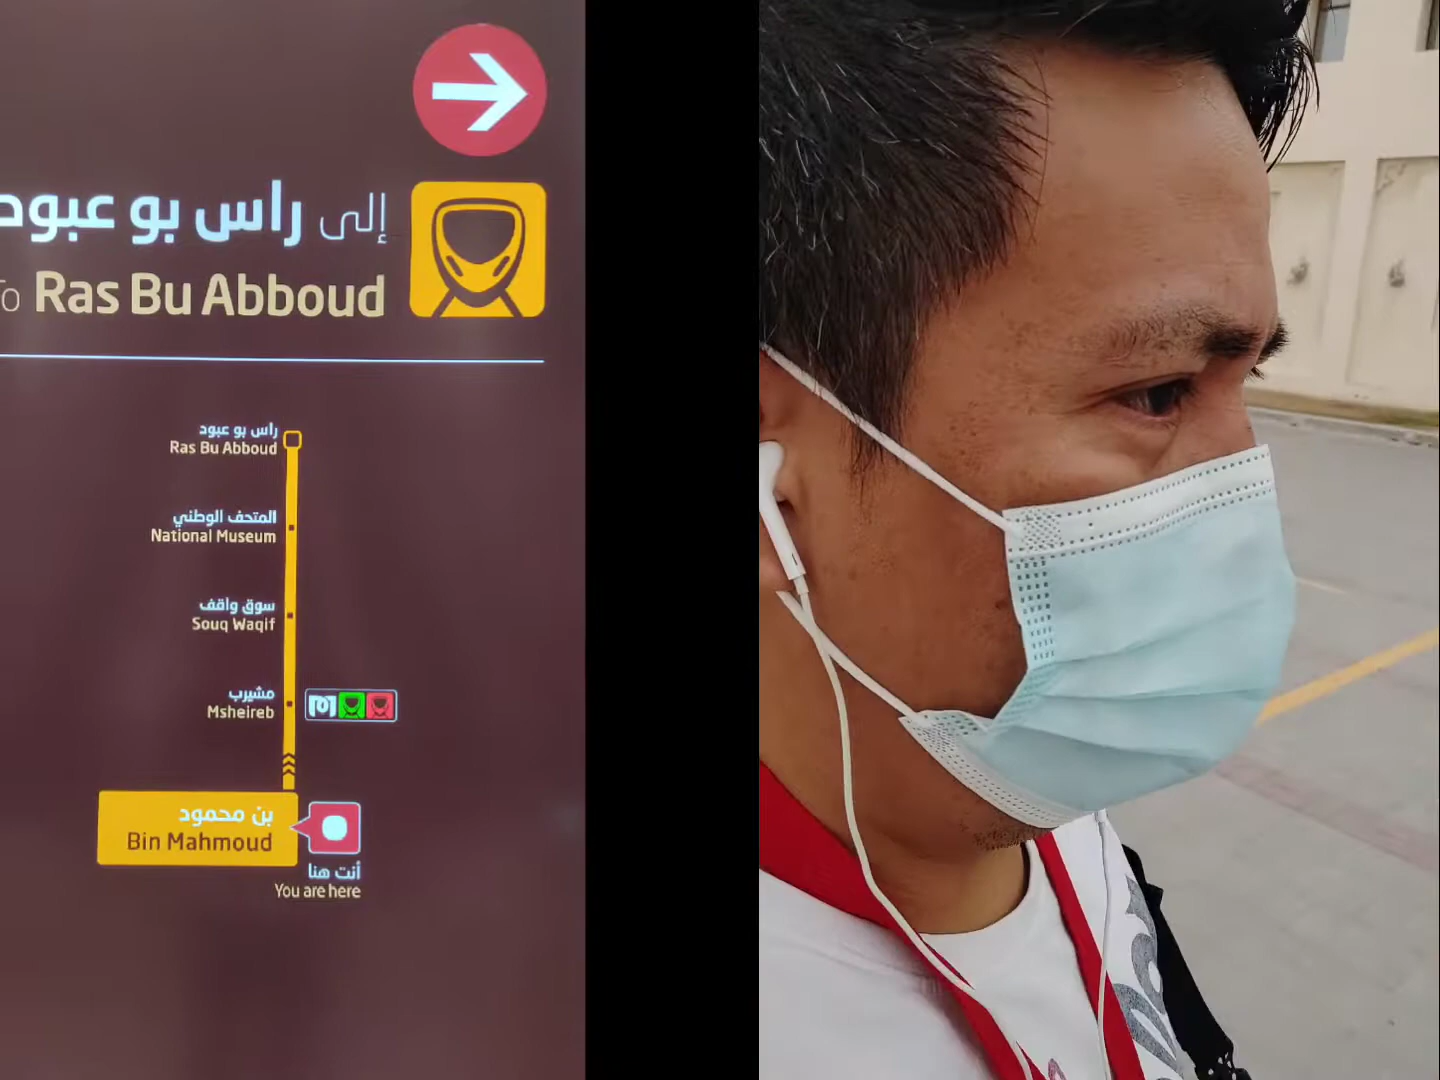 إلى راس بو عبود
To Ras Bu Abboud
راس بو عبود
Ras Bu Abboud
المتحف الوطني
National Museum
سوق واقف
Souq Waqif
مشيرب
Msheireb
بن محمود
Bin Mahmoud
أنت هنا
You are here